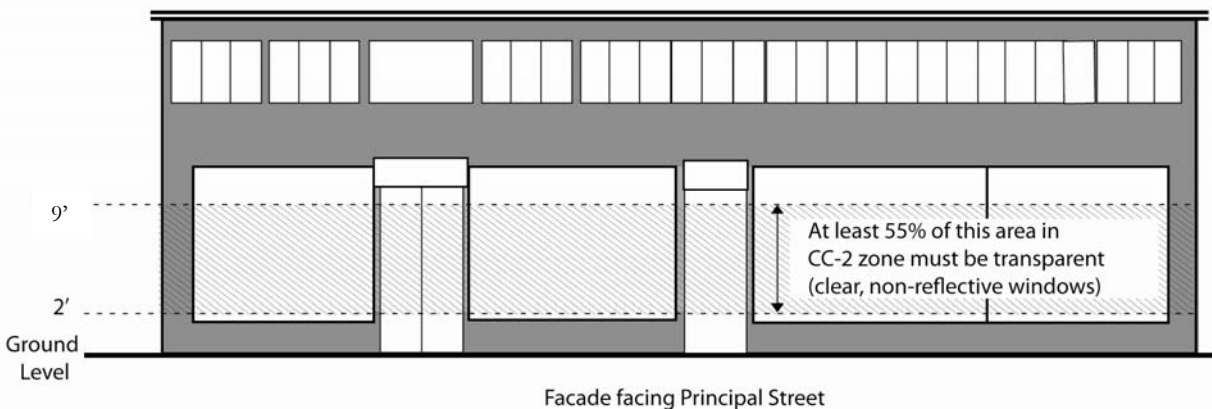 9’
At least 55% of this area in
CC-2 zone must be transparent
(clear, non-reflective windows)
2’
Ground
Level
Facade facing Principal Street